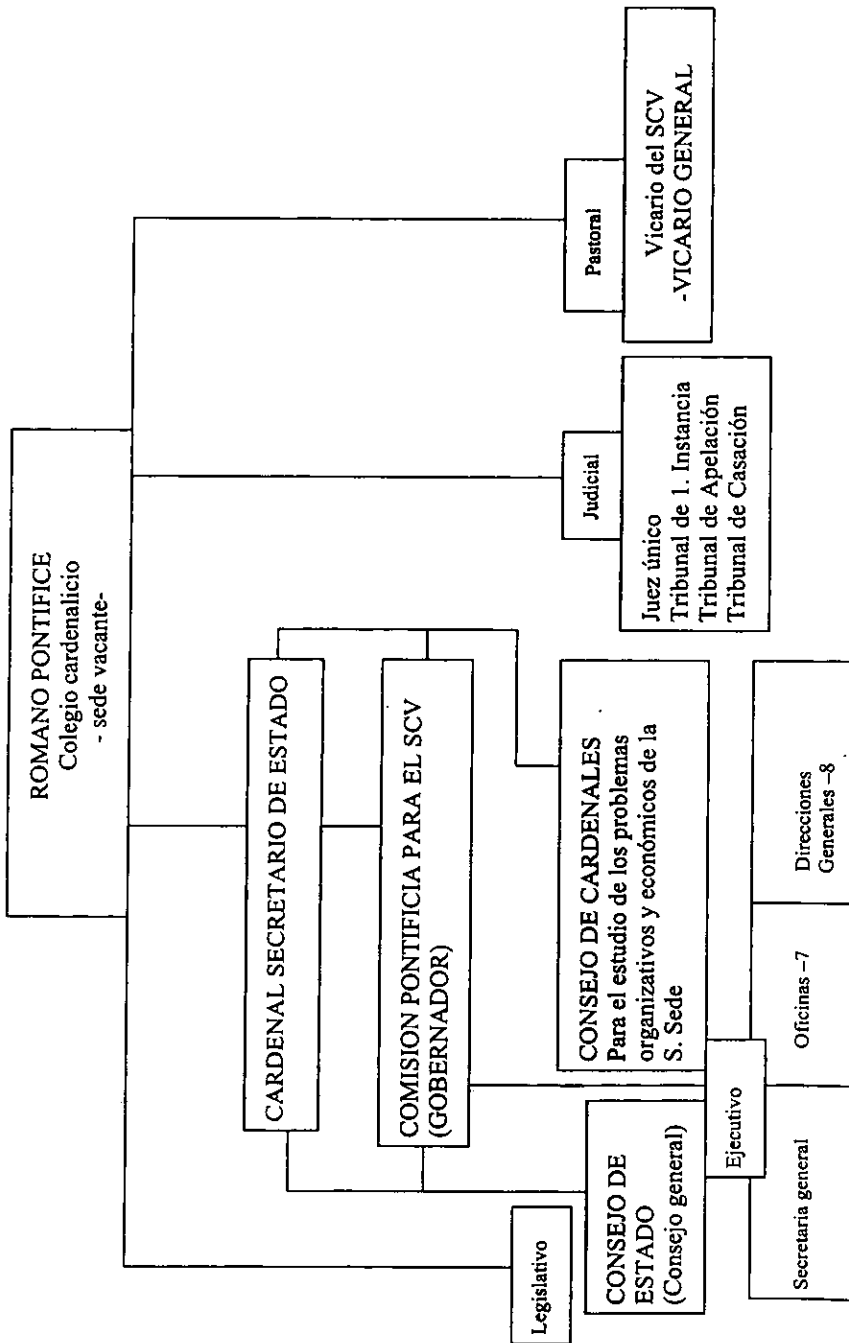 ROMANO PONTIFICE
Colegio cardenalicio
- sede vacante-
CARDENAL SECRETARIO DE ESTADO
COMISION PONTIFICIA PARA EL SCV
(GOBERNADOR)
Legislativo
CONSEJO DE
ESTADO
(Consejo general)
CONSEJO DE CARDENALES
Para el estudio de los problemas
organizativos y económicos de la
S. Sede
Judicial
Juez único
Tribunal de 1. Instancia
Tribunal de Apelación
Tribunal de Casación
Pastoral
Vicario del SCV
-VICARIO GENERAL
Ejecutivo
Secretaria general
Oficinas –7
Direcciones
Generales –8